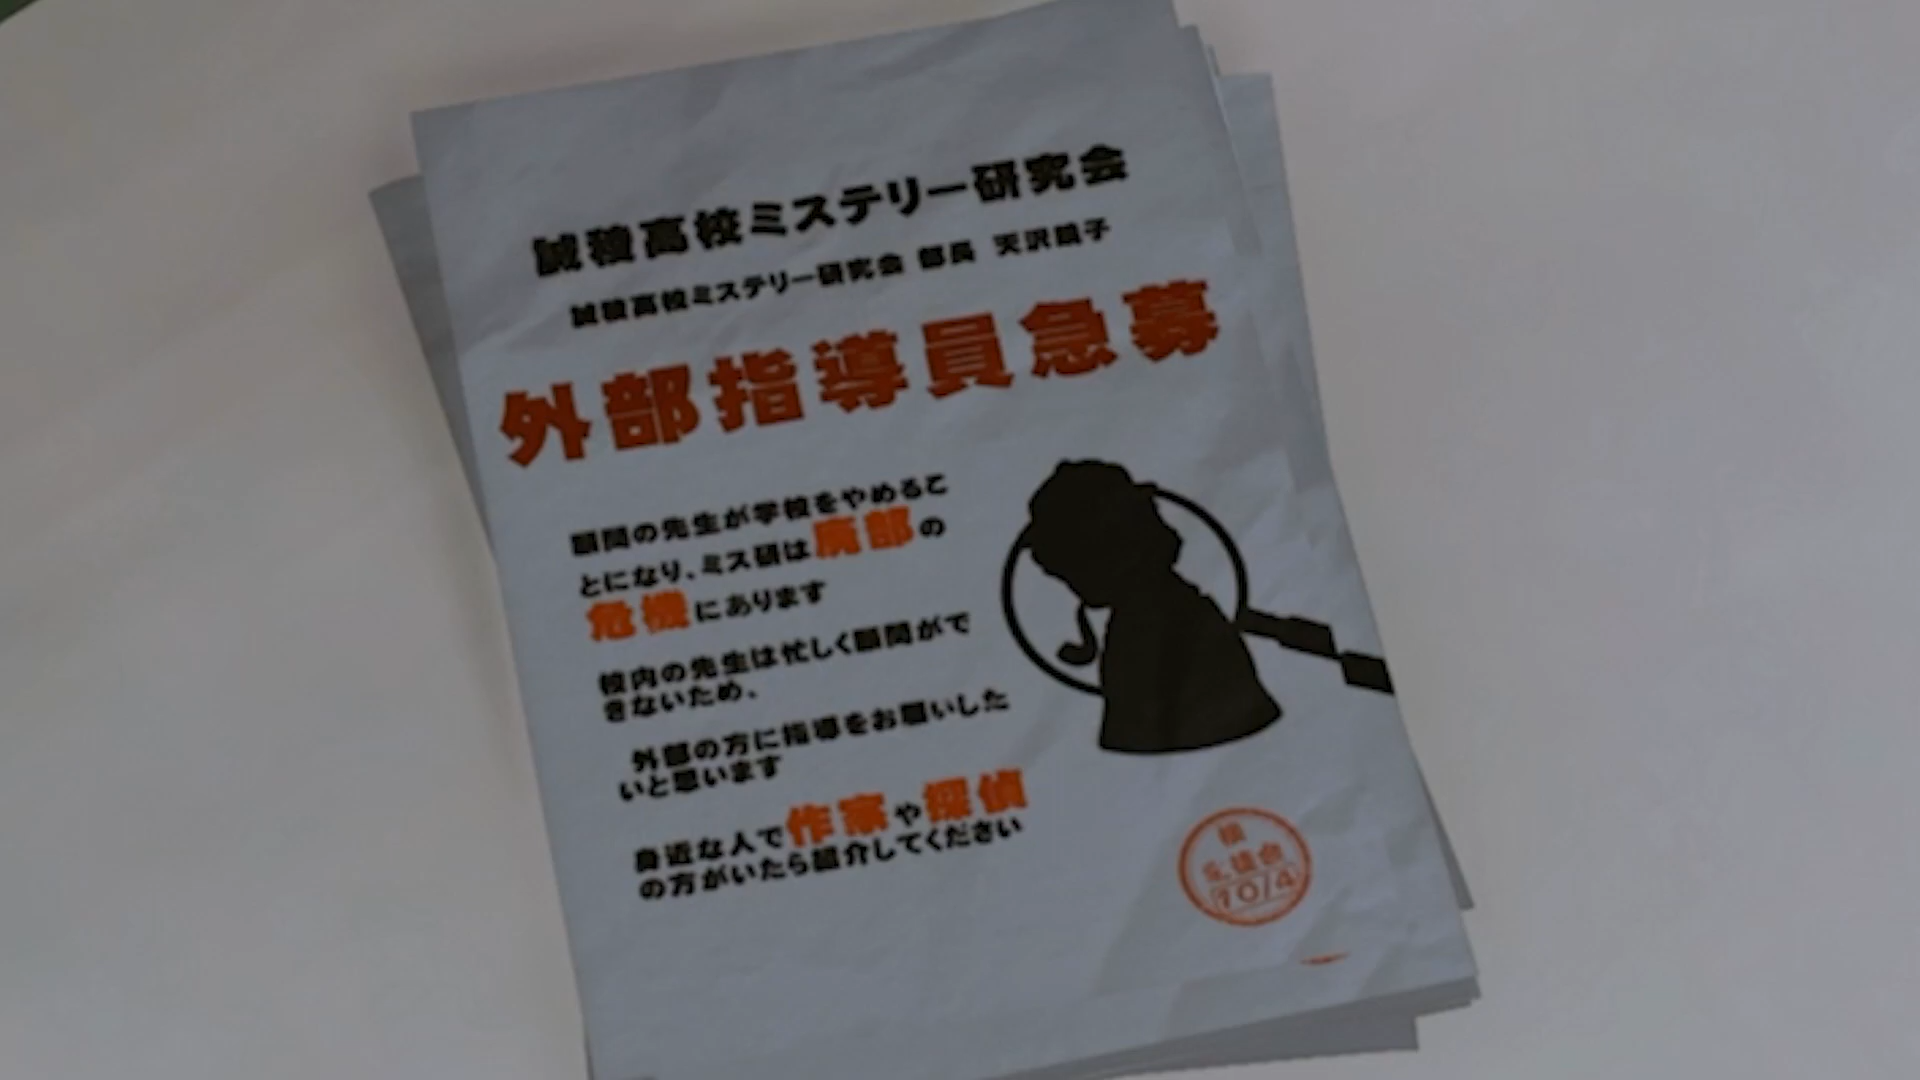 誠稜高校ミステリー研究会
誠稜高校ミステリー研究会 部長 天沢鏡子
外部指導員急募
顧問の先生が学校をやめるこ
とになり、ミス研は廃部の
危機にあります
校内の先生は忙しく顧問がで
きないため、
外部の方に指導をお願いした
いと思います
身近な人で作家や探偵
の方がいたら紹介してください
生徒会
10/4